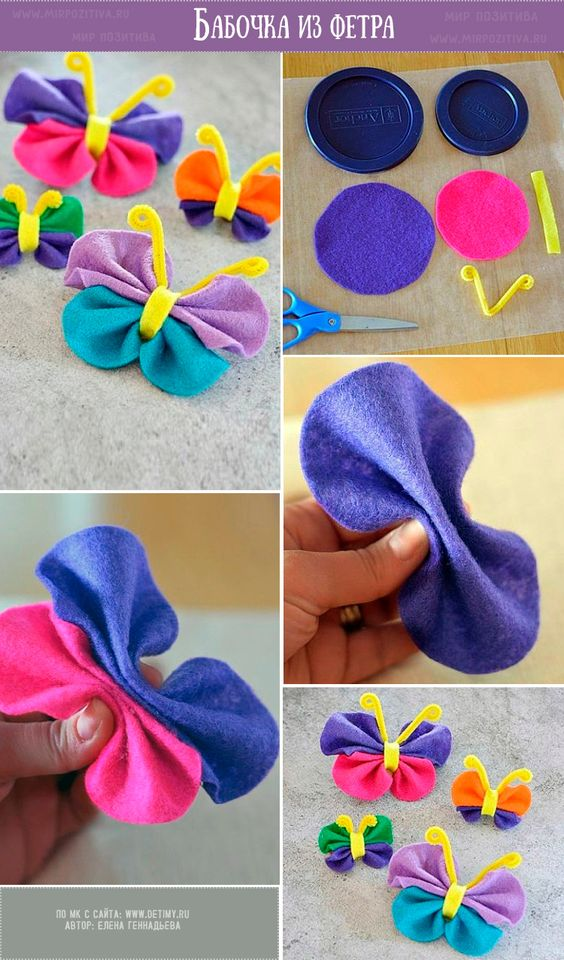 www.mirpozitiva.ru
мир позитива
Бабочка из фетра
мир позитива
www.mirpozitiva.ru
Anchor
по мк с сайта: www.detimy.ru
автор: Елена Геннадьева